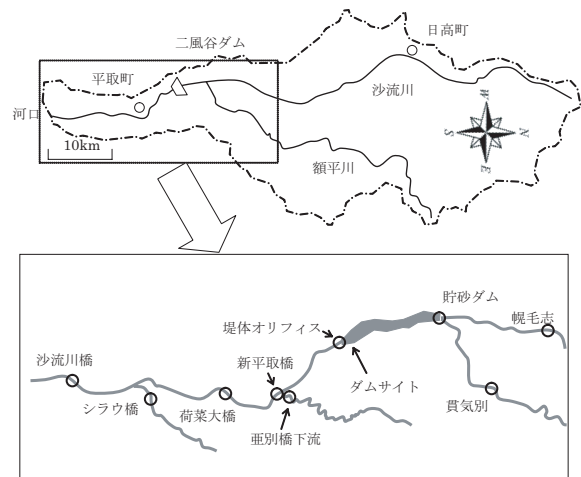 日高町
二風谷ダム
平取町
河口
沙流川
10km
額平川
W
S
N
E
貯砂ダム
幌毛志
堤体オリフィス
新平取橋
沙流川橋
ダムサイト
シラウ橋
荷菜大橋
貫気別
亜別橋下流